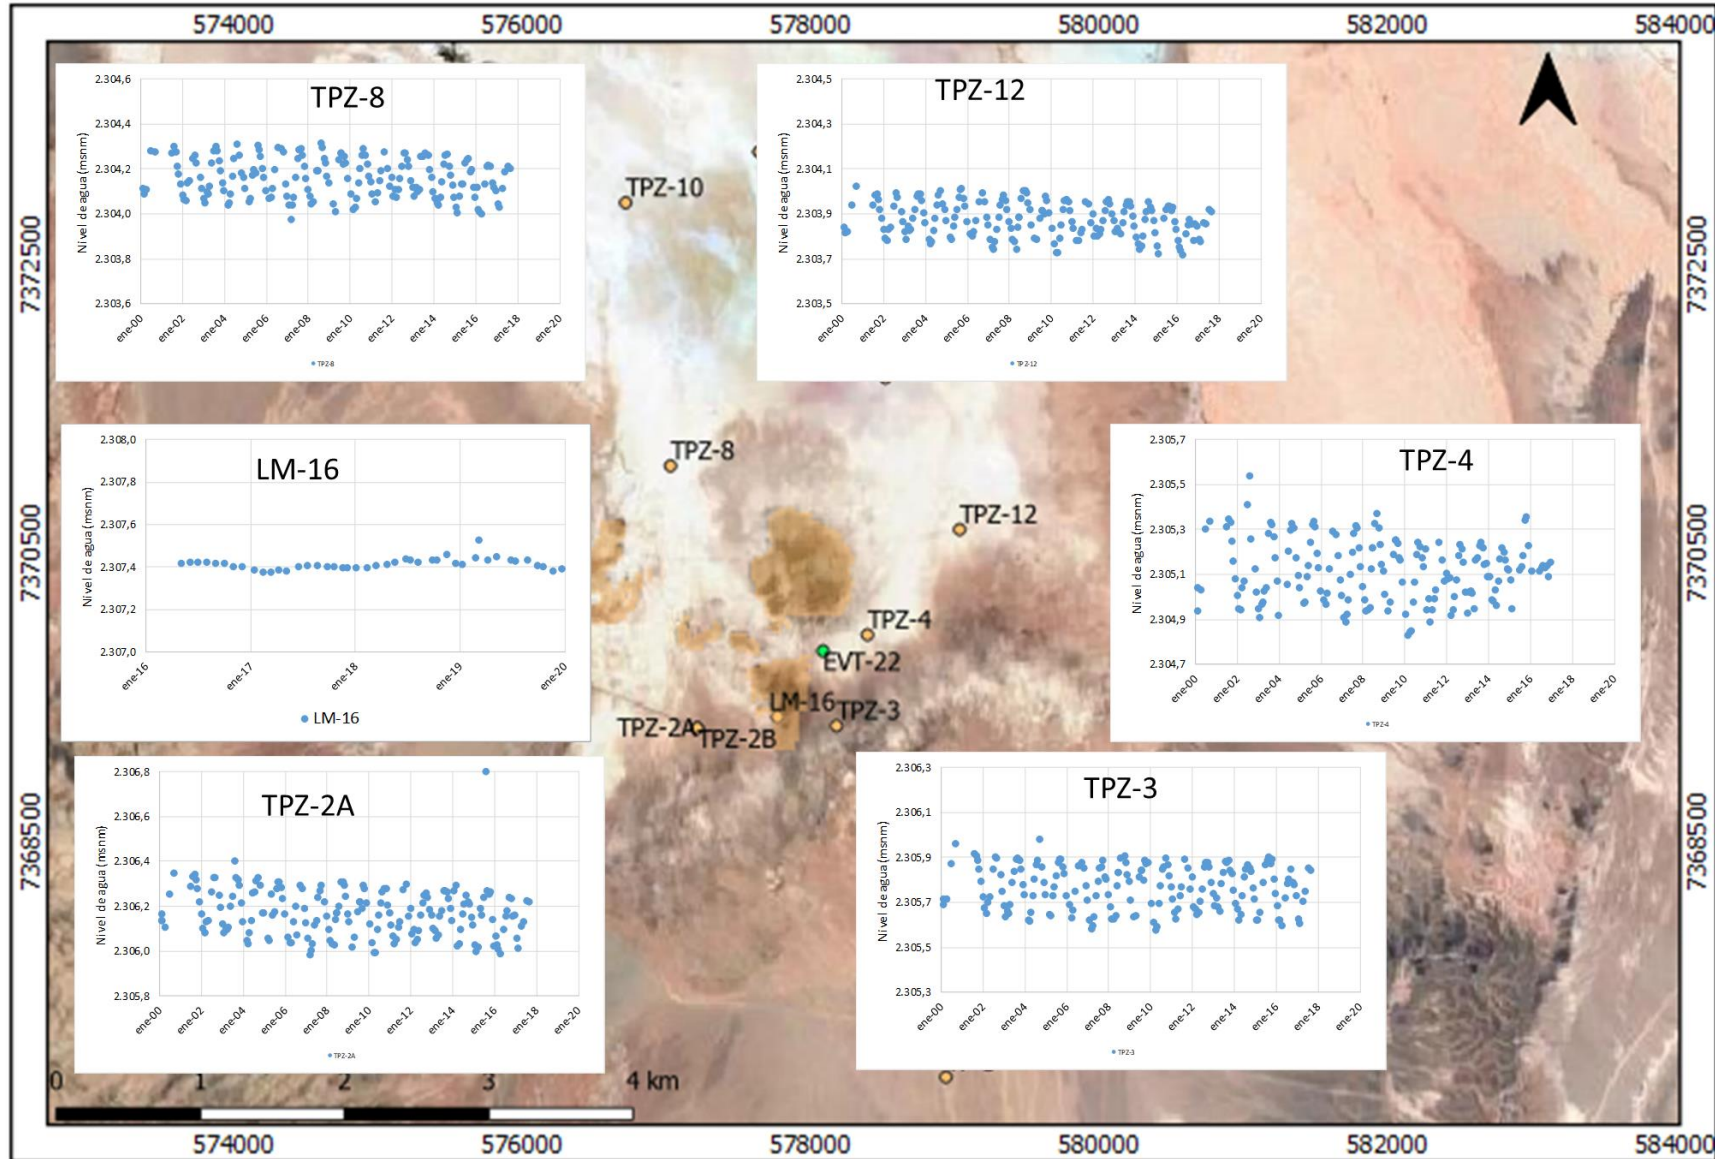 574000 576000 578000 580000 582000 584000
7372500
7370500
7368500
TPZ-8
Nivel de agua (msnm)
2.304,6
2.304,4
2.304,2
2.304,0
2.303,8
2.303,6
ene-00 ene-02 ene-04 ene-06 ene-08 ene-10 ene-12 ene-14 ene-16 ene-18 ene-20
TPZ-8
TPZ-12
Nivel de agua (msnm)
2.304,5
2.304,3
2.304,1
2.303,9
2.303,7
2.303,5
ene-00 ene-02 ene-04 ene-06 ene-08 ene-10 ene-12 ene-14 ene-16 ene-18 ene-20
TPZ-12
TPZ-10
TPZ-8
TPZ-12
TPZ-4
EVT-22
LM-16
TPZ-3
TPZ-2A
TPZ-2B
LM-16
Nivel de agua (msnm)
2.308,0
2.307,8
2.307,6
2.307,4
2.307,2
2.307,0
ene-16 ene-17 ene-18 ene-19 ene-20
LM-16
TPZ-4
Nivel de agua (msnm)
2.305,7
2.305,5
2.305,3
2.305,1
2.304,9
2.304,7
ene-00 ene-02 ene-04 ene-06 ene-08 ene-10 ene-12 ene-14 ene-16 ene-18 ene-20
TPZ-4
TPZ-2A
Nivel de agua (msnm)
2.306,8
2.306,6
2.306,4
2.306,2
2.306,0
2.305,8
ene-00 ene-02 ene-04 ene-06 ene-08 ene-10 ene-12 ene-14 ene-16 ene-18 ene-20
TPZ-2A
TPZ-3
Nivel de agua (msnm)
2.306,3
2.306,1
2.305,9
2.305,7
2.305,5
2.305,3
ene-00 ene-02 ene-04 ene-06 ene-08 ene-10 ene-12 ene-14 ene-16 ene-18 ene-20
TPZ-3
0 1 2 3 4 km
7372500
7370500
7368500
574000 576000 578000 580000 582000 584000